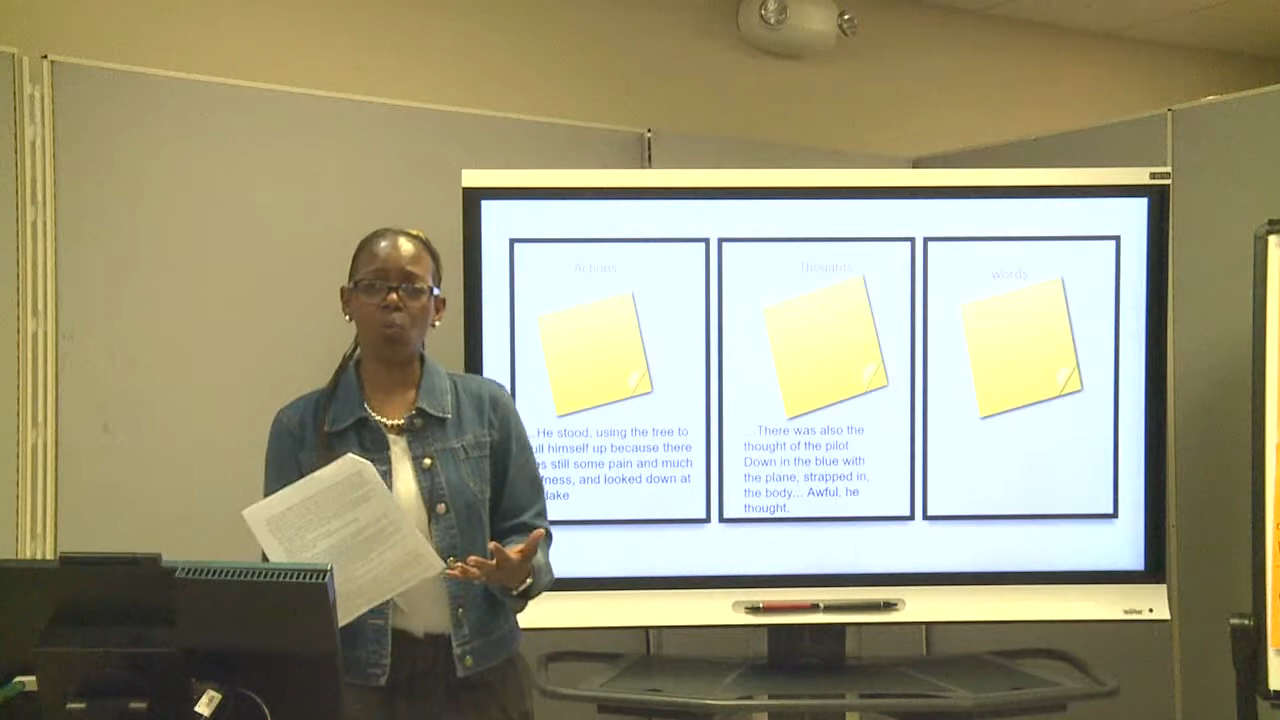 Actions
...He stood, using the tree to
ull himself up because there
s still some pain and much
fness, and looked down at
lake
Thoughts
...There was also the
thought of the pilot
Down in the blue with
the plane, strapped in,
the body... Awful, he
thought.
words